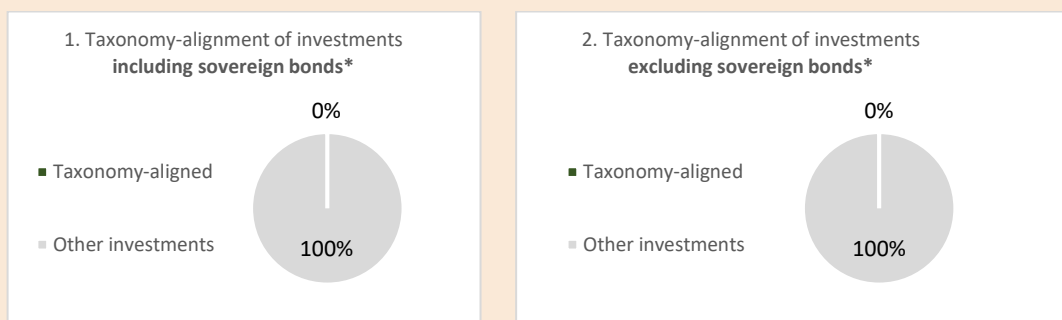 1. Taxonomy-alignment of investments
including sovereign bonds*
0%
Taxonomy-aligned
Other investments
100%
2. Taxonomy-alignment of investments
excluding sovereign bonds*
0%
Taxonomy-aligned
Other investments
100%